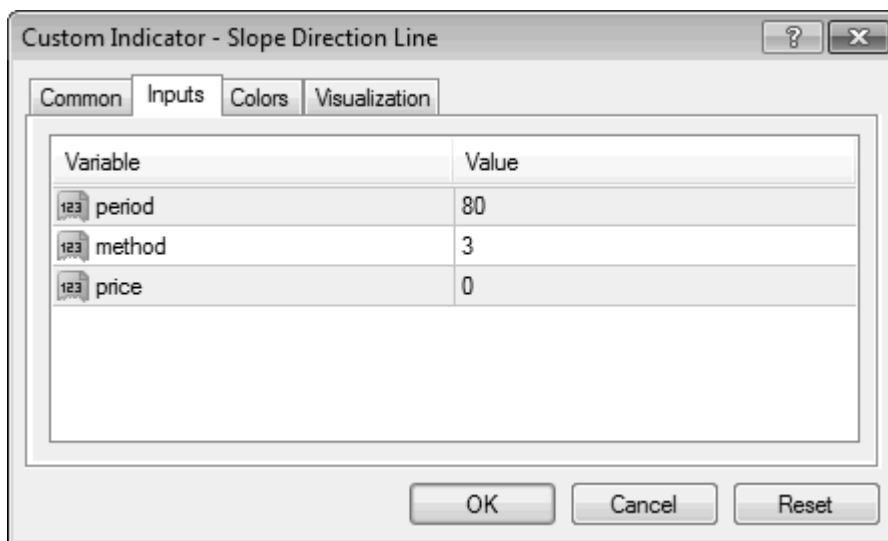 Custom Indicator - Slope Direction Line ?
Common Inputs Colors Visualization
Variable Value
123 period 80
123 method 3
123 price 0
OK Cancel Reset